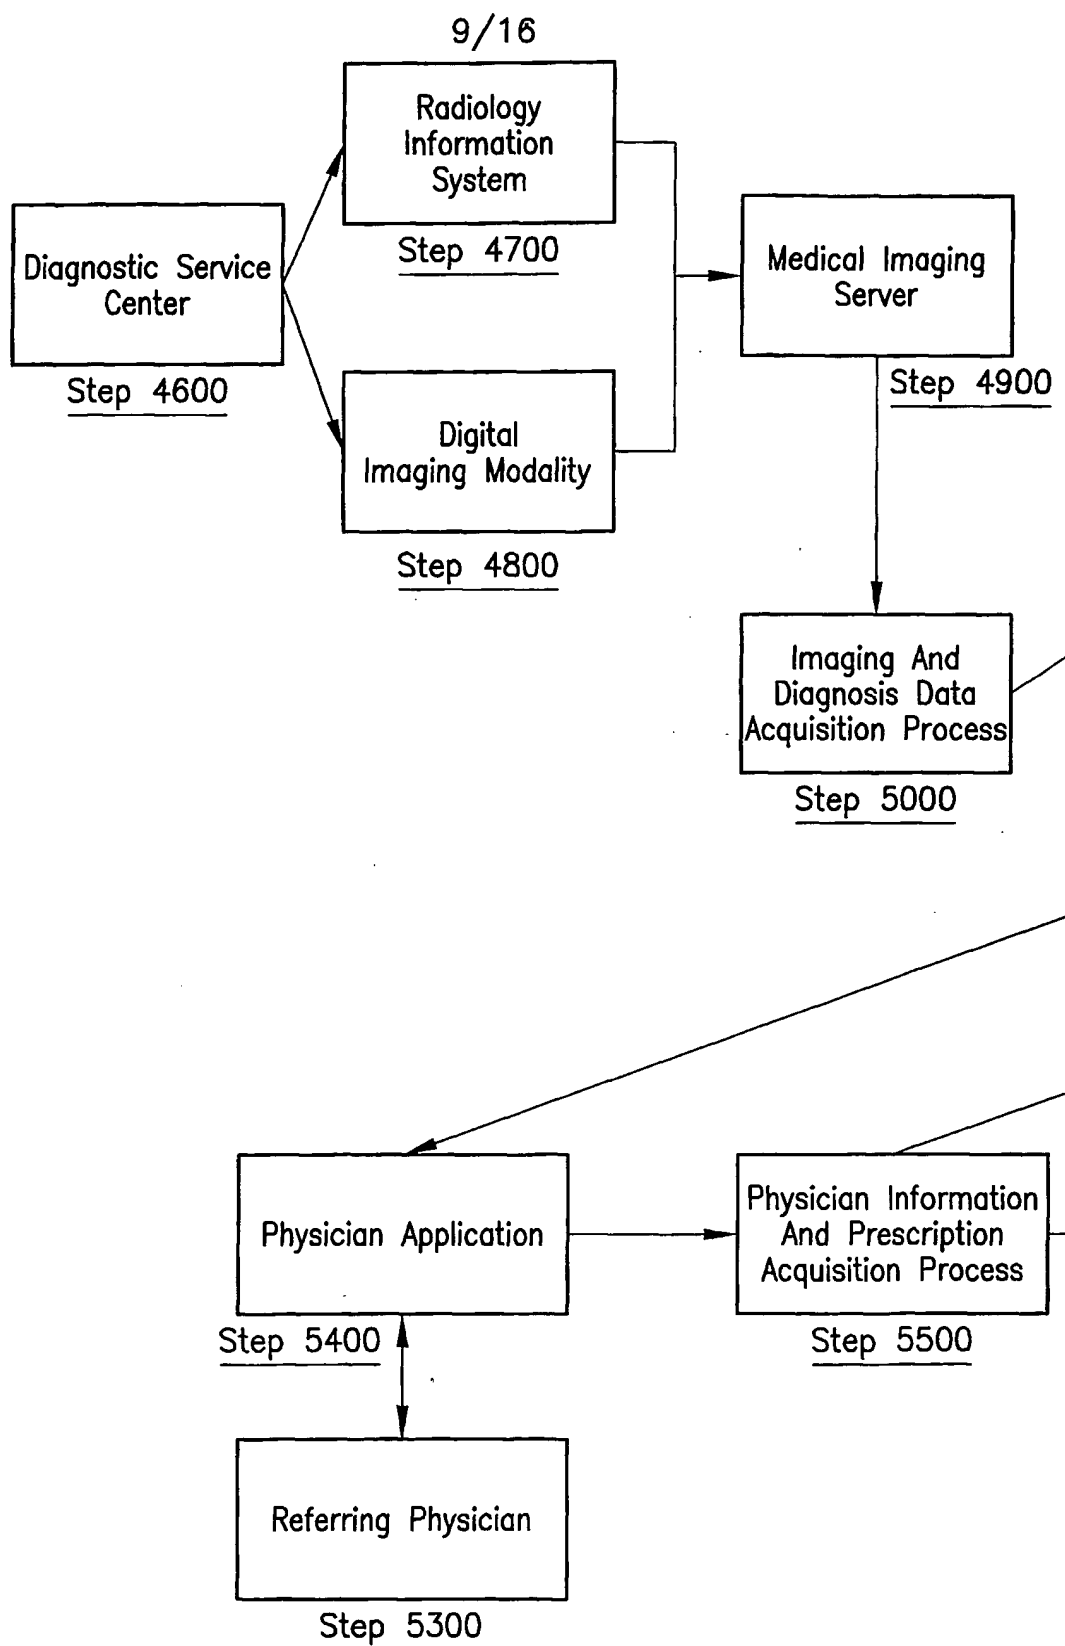 9/16
Radiology
Information
System
Step 4700
Diagnostic Service
Center
Step 4600
Medical Imaging
Server
Step 4900
Digital
Imaging Modality
Step 4800
Imaging And
Diagnosis Data
Acquisition Process
Step 5000
Physician Application
Step 5400
Physician Information
And Prescription
Acquisition Process
Step 5500
Referring Physician
Step 5300